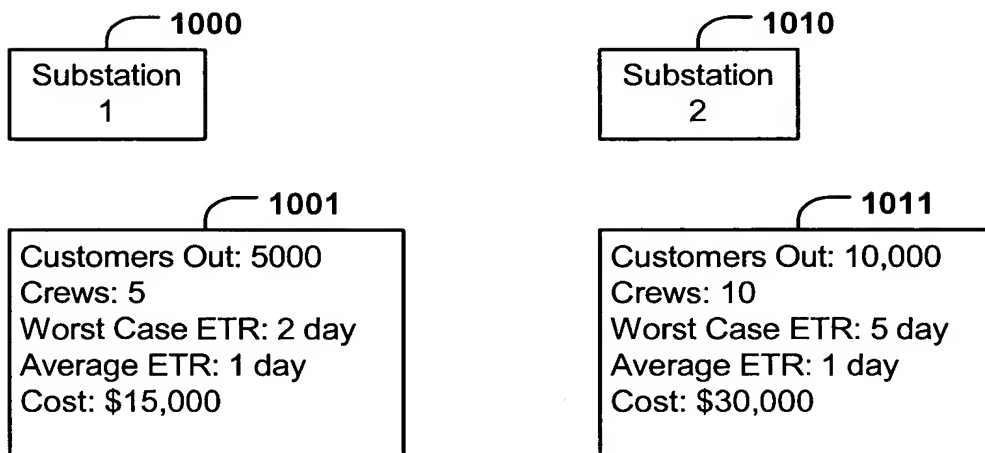 1000
Substation
1
1010
Substation
2
1001
Customers Out: 5000
Crews: 5
Worst Case ETR: 2 day
Average ETR: 1 day
Cost: $15,000
1011
Customers Out: 10,000
Crews: 10
Worst Case ETR: 5 day
Average ETR: 1 day
Cost: $30,000